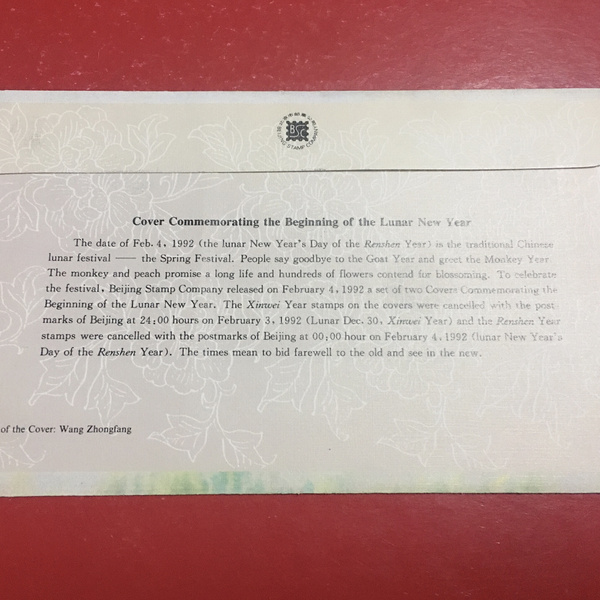 BSC
STAMP COMPANY
Cover Commemorating the Beginning of the Lunar New Year
The date of Feb. 4, 1992 (the lunar New Year's Day of the Renshen Year) is the traditional Chinese
lunar festival —— the Spring Festival. People say goodbye to the Goat Year and greet the Monkey Year.
The monkey and peach promise a long life and hundreds of flowers contend for blossoming. To celebrate
the festival, Beijing Stamp Company released on February 4, 1992 a set of two Covers Commemorating the
Beginning of the Lunar New Year. The Xinwei Year stamps on the covers were cancelled with the post-
marks of Beijing at 24:00 hours on February 3, 1992 (Lunar Dec. 30, Xinwei Year) and the Renshen Year
stamps were cancelled with the postmarks of Beijing at 00:00 hour on February 4, 1992 (lunar New Year's
Day of the Renshen Year). The times mean to bid farewell to the old and see in the new.
of the Cover: Wang Zhongfang